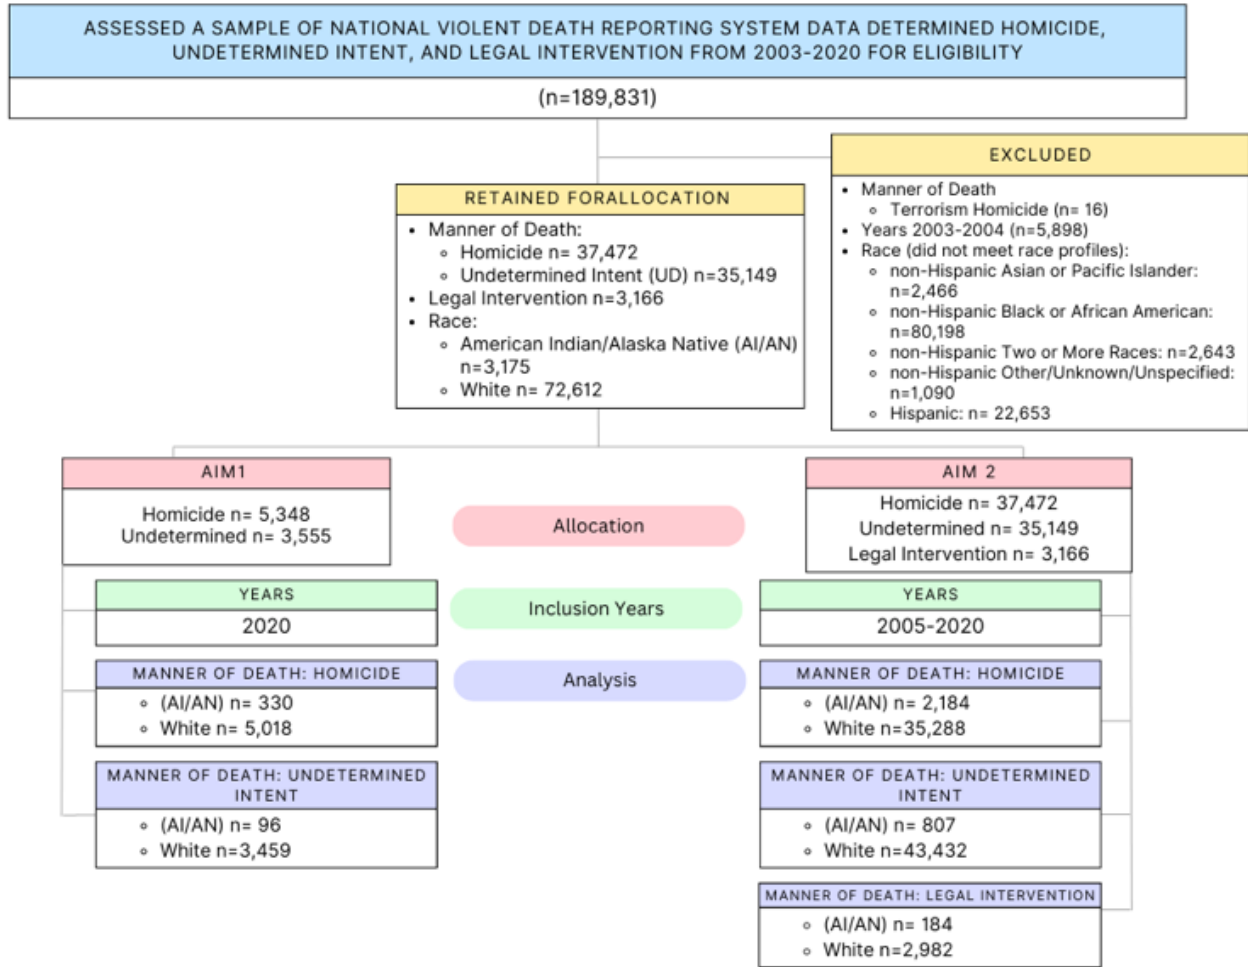 ASSESSED A SAMPLE OF NATIONAL VIOLENT DEATH REPORTING SYSTEM DATA DETERMINED HOMICIDE,
UNDETERMINED INTENT, AND LEGAL INTERVENTION FROM 2003-2020 FOR ELIGIBILITY
(n=189,831)
EXCLUDED
• Manner of Death
◦ Terrorism Homicide (n= 16)
• Years 2003-2004 (n=5,898)
• Race (did not meet race profiles):
◦ non-Hispanic Asian or Pacific Islander:
n=2,466
◦ non-Hispanic Black or African American:
n=80,198
◦ non-Hispanic Two or More Races: n=2,643
◦ non-Hispanic Other/Unknown/Unspecified:
n=1,090
◦ Hispanic: n= 22,653
RETAINED FORALLOCATION
• Manner of Death:
◦ Homicide n= 37,472
◦ Undetermined Intent (UD) n=35,149
• Legal Intervention n=3,166
• Race:
◦ American Indian/Alaska Native (AI/AN)
n=3,175
◦ White n= 72,612
AIM1
Homicide n= 5,348
Undetermined n= 3,555
Allocation
AIM 2
Homicide n= 37,472
Undetermined n= 35,149
Legal Intervention n= 3,166
YEARS
2020
Inclusion Years
YEARS
2005-2020
MANNER OF DEATH: HOMICIDE
◦ (AI/AN) n= 330
◦ White n= 5,018
Analysis
MANNER OF DEATH: HOMICIDE
◦ (AI/AN) n= 2,184
◦ White n=35,288
MANNER OF DEATH: UNDETERMINED
INTENT
◦ (AI/AN) n= 96
◦ White n=3,459
MANNER OF DEATH: UNDETERMINED
INTENT
◦ (AI/AN) n= 807
◦ White n=43,432
MANNER OF DEATH: LEGAL INTERVENTION
◦ (AI/AN) n= 184
◦ White n=2,982